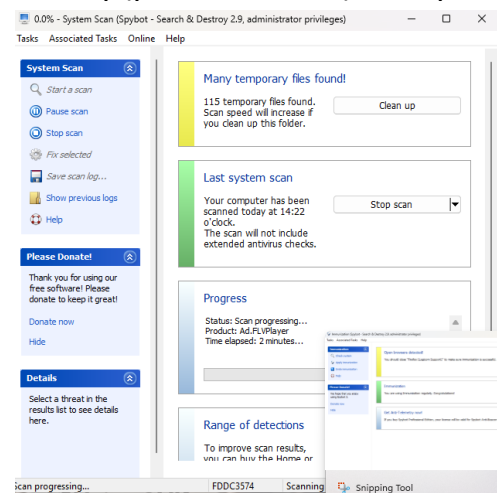 0.0% - System Scan (Spybot - Search & Destroy 2.9, administrator privileges)
Tasks Associated Tasks Online Help
System Scan
Start a scan
Pause scan
Stop scan
Fix selected
Save scan log...
Show previous logs
Help
Please Donate!
Thank you for using our
free software! Please
donate to keep it great!
Donate now
Hide
Details
Select a threat in the
results list to see details
here.
Many temporary files found!
115 temporary files found.
Scan speed will increase if
you clean up this folder.
Clean up
Last system scan
Your computer has been
scanned today at 14:22
o'clock.
The scan will not include
extended antivirus checks.
Stop scan
Progress
Status: Scan progressing...
Product: Ad.FLVPlayer
Time elapsed: 2 minutes...
Range of detections
To improve scan results,
you can buy the Home or
Snipping Tool
Scan progressing...
FDDC3574
Scanning